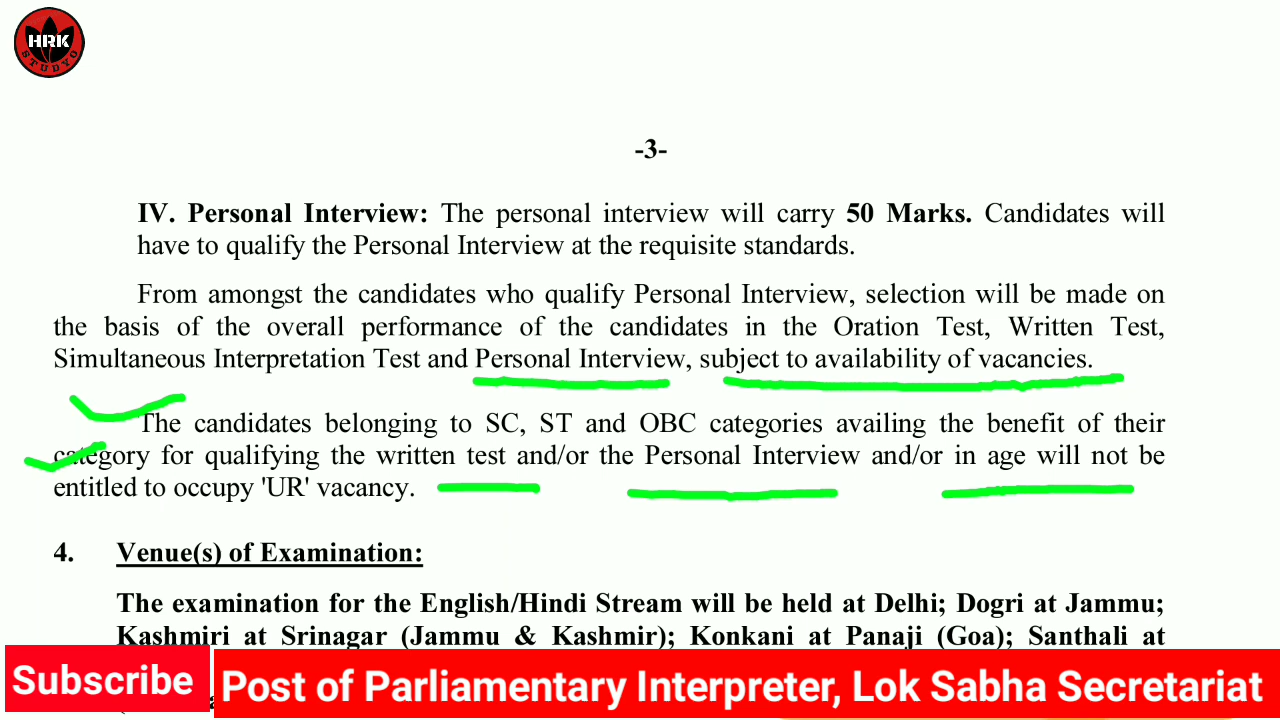 HRK
STUDYO
-3-
IV. Personal Interview: The personal interview will carry 50 Marks. Candidates will
have to qualify the Personal Interview at the requisite standards.
From amongst the candidates who qualify Personal Interview, selection will be made on
the basis of the overall performance of the candidates in the Oration Test, Written Test,
Simultaneous Interpretation Test and Personal Interview, subject to availability of vacancies.
The candidates belonging to SC, ST and OBC categories availing the benefit of their
category for qualifying the written test and/or the Personal Interview and/or in age will not be
entitled to occupy 'UR' vacancy.
4. Venue(s) of Examination:
The examination for the English/Hindi Stream will be held at Delhi; Dogri at Jammu;
Kashmiri at Srinagar (Jammu & Kashmir); Konkani at Panaji (Goa); Santhali at
Subscribe
Post of Parliamentary Interpreter, Lok Sabha Secretariat